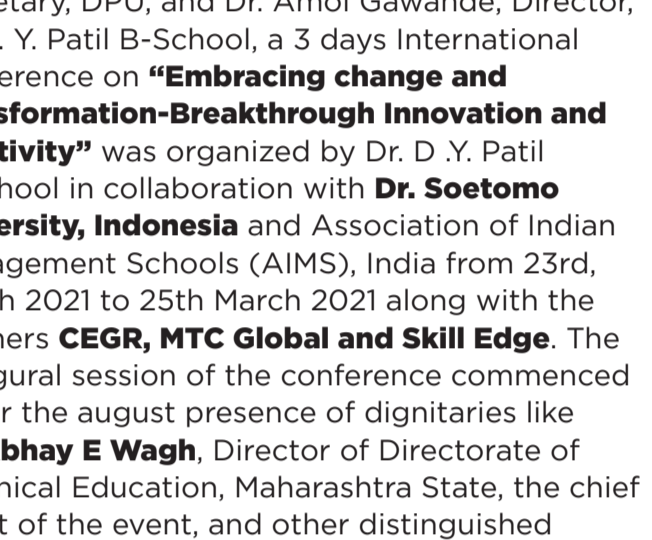 etary, DPU, and Dr. Amol Gawande, Director,
. Y. Patil B-School, a 3 days International
erence on “Embracing change and
sformation-Breakthrough Innovation and
tivity” was organized by Dr. D .Y. Patil
hool in collaboration with Dr. Soetomo
ersity, Indonesia and Association of Indian
agement Schools (AIMS), India from 23rd,
h 2021 to 25th March 2021 along with the
ners CEGR, MTC Global and Skill Edge. The
gural session of the conference commenced
r the august presence of dignitaries like
bhay E Wagh, Director of Directorate of
nical Education, Maharashtra State, the chief
t of the event, and other distinguished